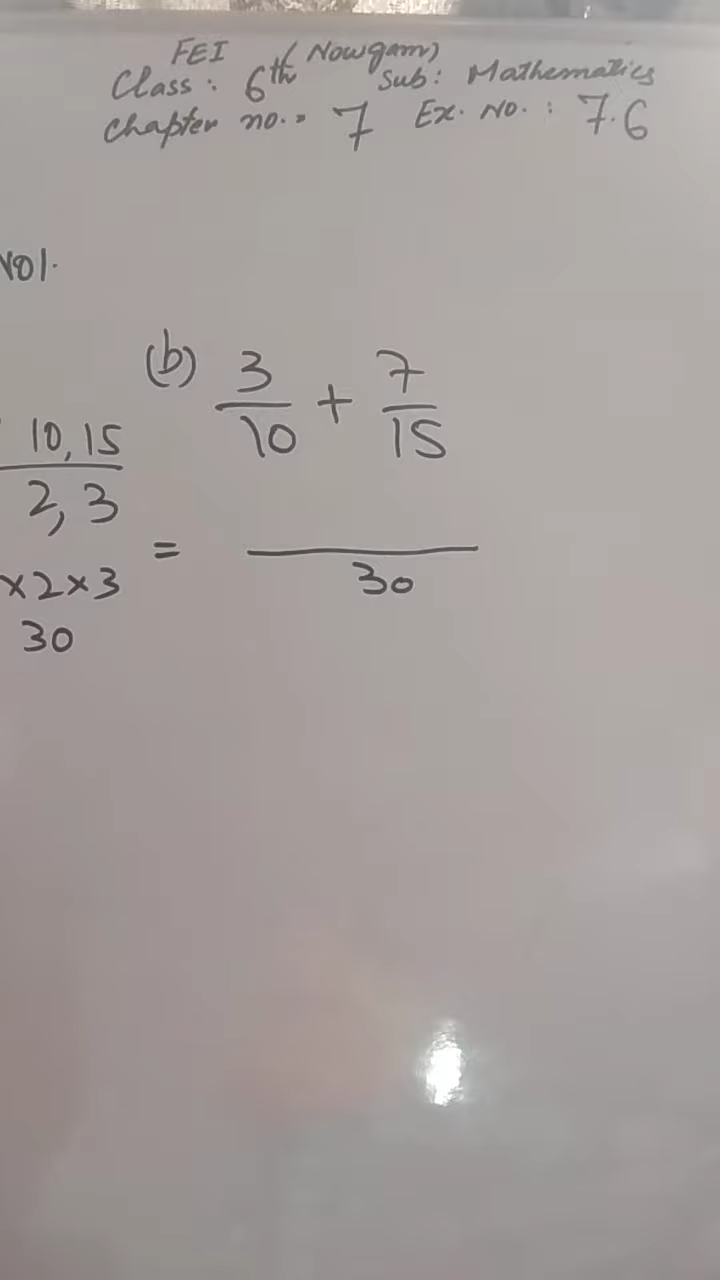 FEI (Nowgam)
Class: 6th Sub: Mathematics
Chapter no.: 7 Ex. No.: 7.6
(b) 3/10 + 7/15
10, 15
2, 3
= /30
×2×3
30